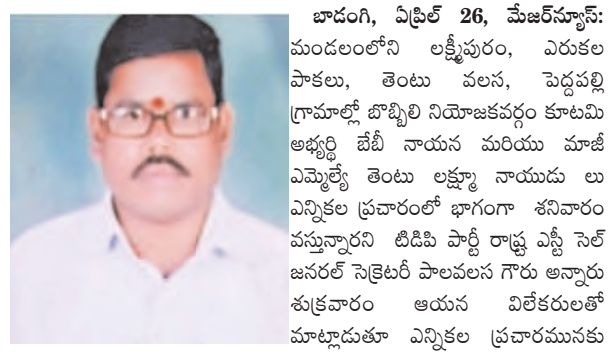 బాడంగి, ఏప్రిల్ 26, మేజర్‌న్యూస్:
మండలంలోని లక్ష్మీపురం, ఎరుకల
పాకలు, తెంటు వలస, పెద్దపల్లి
గ్రామాల్లో బొబ్బిలి నియోజకవర్గం కూటమి
అభ్యర్థి బేబీ నాయన మరియు మాజీ
ఎమ్మెల్యే తెంటు లక్ష్మూ నాయుడు లు
ఎన్నికల ప్రచారంలో భాగంగా శనివారం
వస్తున్నారని టిడిపి పార్టీ రాష్ట్ర ఎస్టీ సెల్
జనరల్ సెక్రెటరీ పాలవలస గౌరు అన్నారు
శుక్రవారం ఆయన విలేకరులతో
మాట్లాడుతూ ఎన్నికల ప్రచారమునకు